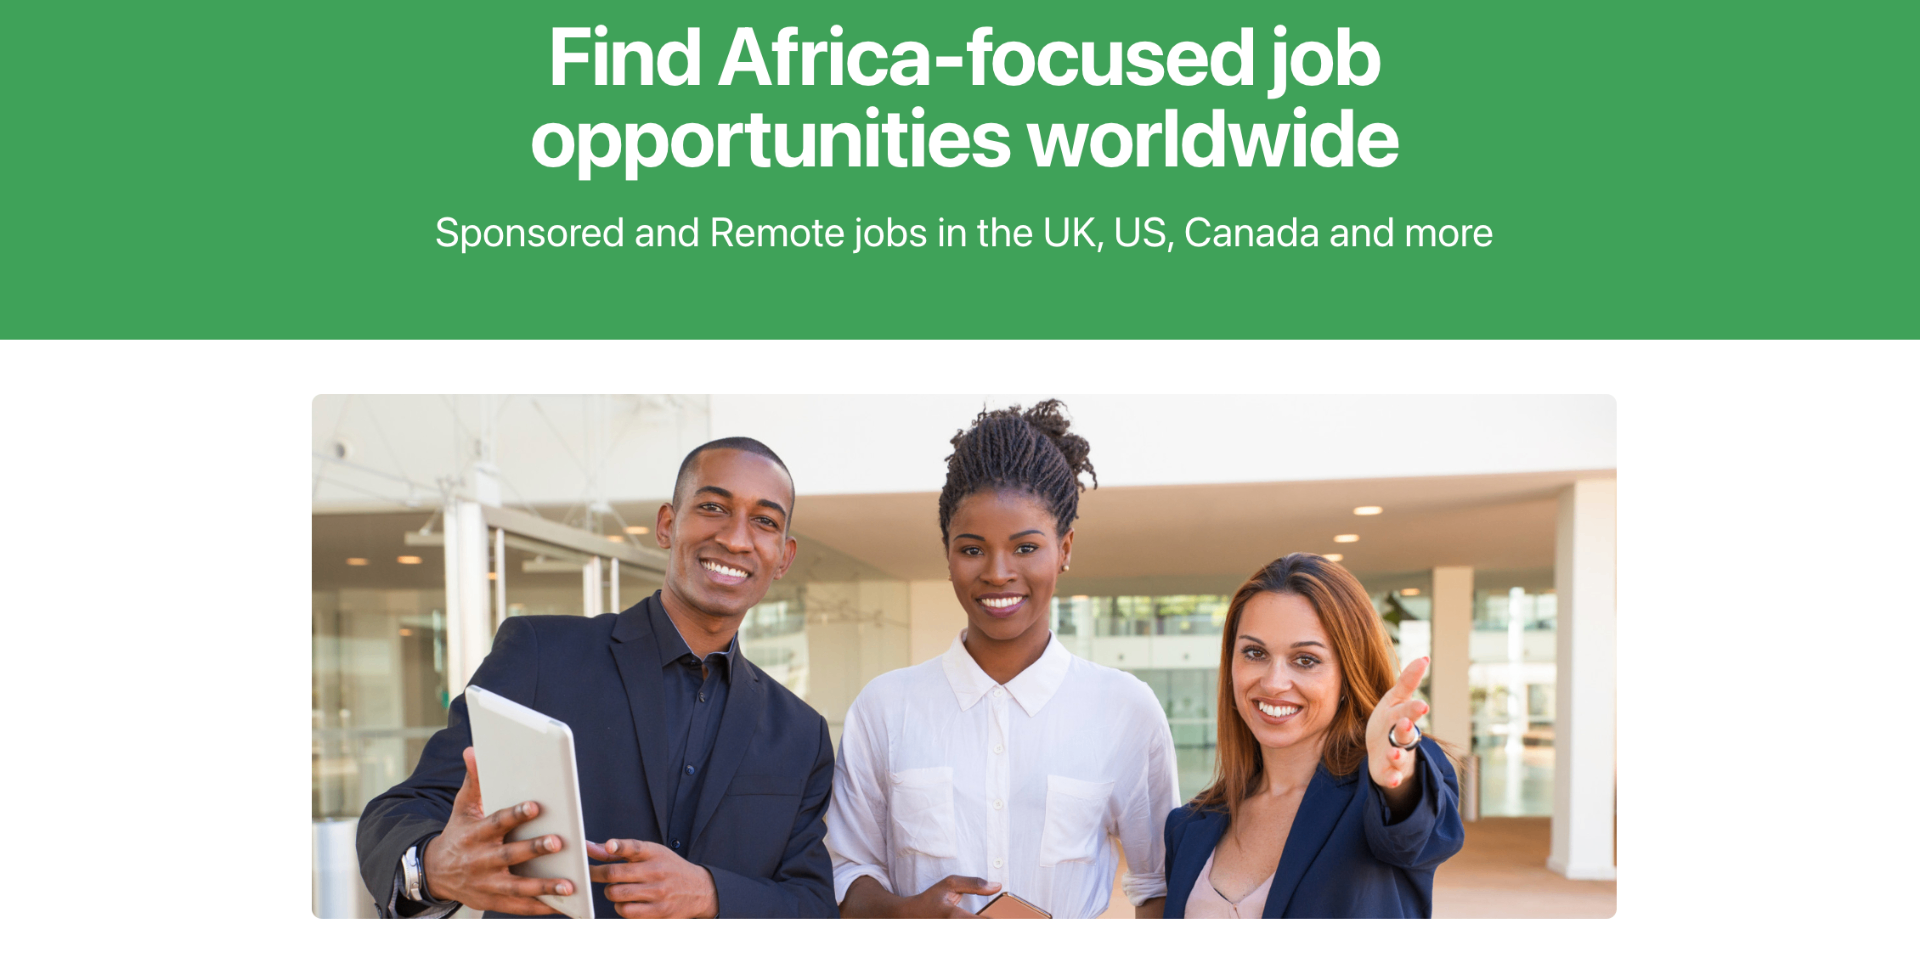 Find Africa-focused job
opportunities worldwide
Sponsored and Remote jobs in the UK, US, Canada and more